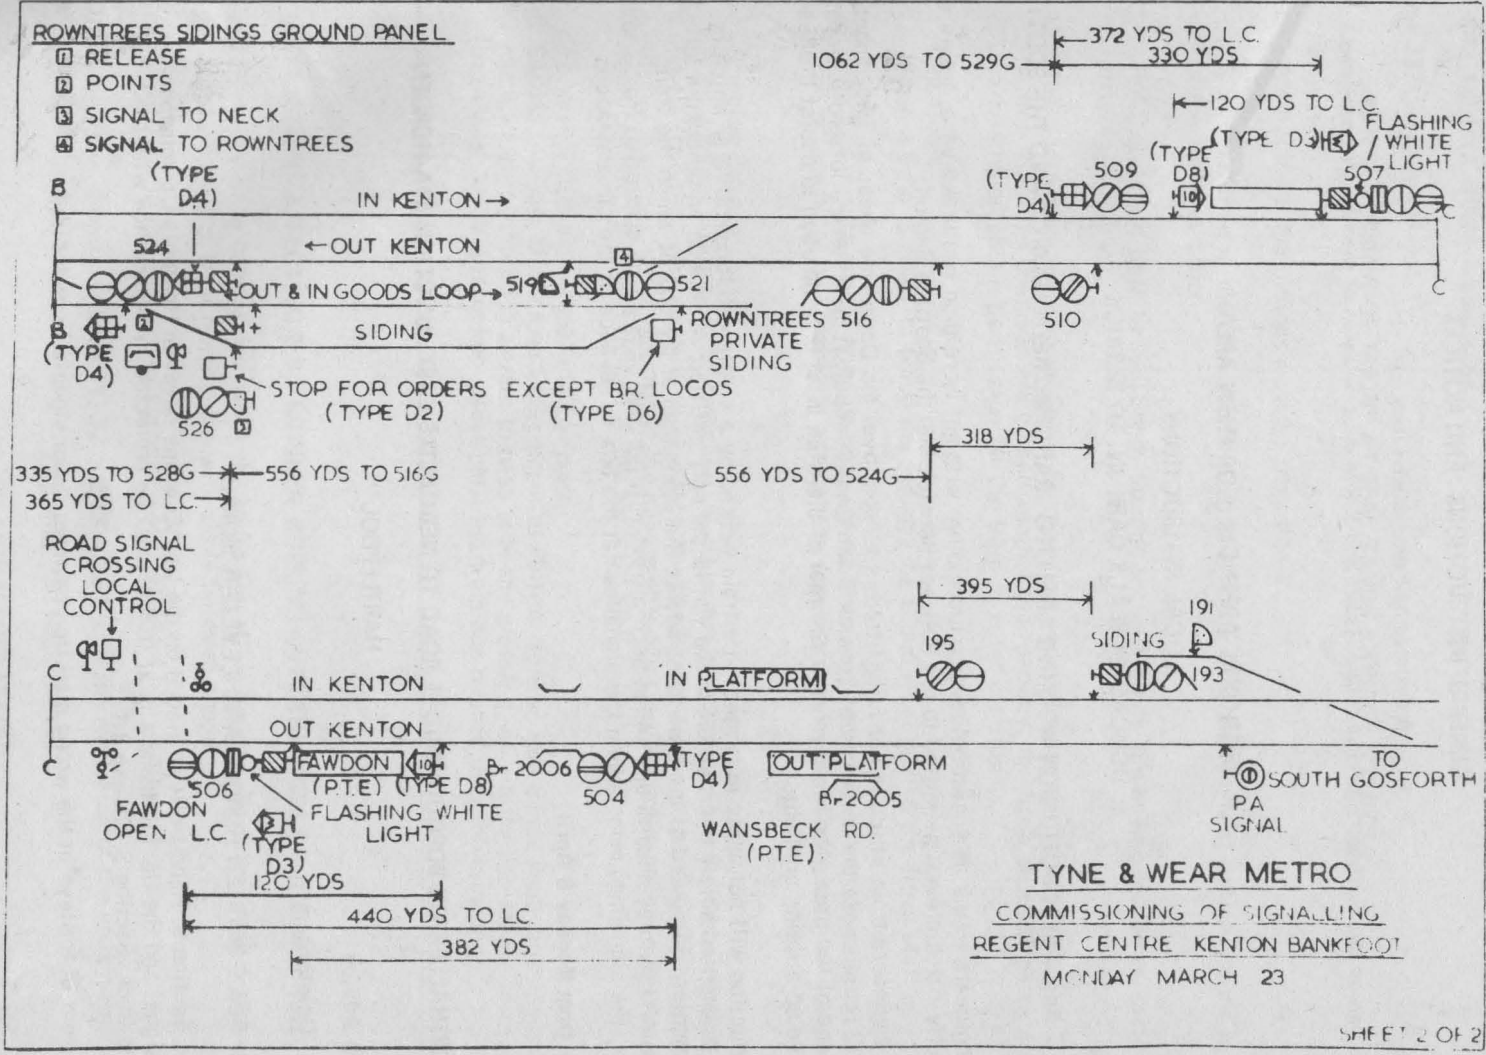 ROWNTREES SIDINGS GROUND PANEL
1 RELEASE
2 POINTS
3 SIGNAL TO NECK
4 SIGNAL TO ROWNTREES
372 YDS TO L.C.
1062 YDS TO 529G
330 YDS
120 YDS TO L.C.
(TYPE D3)
FLASHING
WHITE
LIGHT
(TYPE
D8)
10
507
509
(TYPE
D4)
(TYPE
D4)
B
IN KENTON
C
524
OUT KENTON
4
OUT & IN GOODS LOOP
519
521
516
510
C
B
(TYPE
D4)
2
SIDING
ROWNTREES
PRIVATE
SIDING
STOP FOR ORDERS
(TYPE D2)
EXCEPT B.R. LOCOS
(TYPE D6)
526
3
335 YDS TO 528G
556 YDS TO 516G
365 YDS TO L.C.
318 YDS
556 YDS TO 524G
ROAD SIGNAL
CROSSING
LOCAL
CONTROL
395 YDS
195
SIDING
191
193
C
IN KENTON
IN PLATFORM
OUT KENTON
C
506
FAWDON
(P.T.E)
10
(TYPE D8)
Br 2006
504
(TYPE
D4)
OUT PLATFORM
Br 2005
WANSBECK RD.
(P.T.E)
TO
SOUTH GOSFORTH
PA
SIGNAL
FAWDON
OPEN L.C.
FLASHING WHITE
LIGHT
(TYPE
D3)
120 YDS
440 YDS TO L.C.
382 YDS
TYNE & WEAR METRO
COMMISSIONING OF SIGNALLING
REGENT CENTRE KENTON BANKFOOT
MONDAY MARCH 23
SHEET 2 OF 2